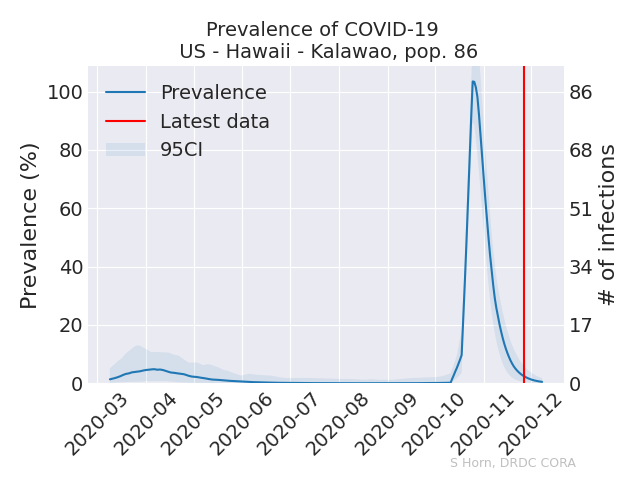 Prevalence of COVID-19
US - Hawaii - Kalawao, pop. 86
Prevalence (%)
100
80
60
40
20
0
Prevalence
Latest data
95CI
86
68
51
34
17
0
# of infections
2020-03
2020-04
2020-05
2020-06
2020-07
2020-08
2020-09
2020-10
2020-11
2020-12
S Horn, DRDC CORA